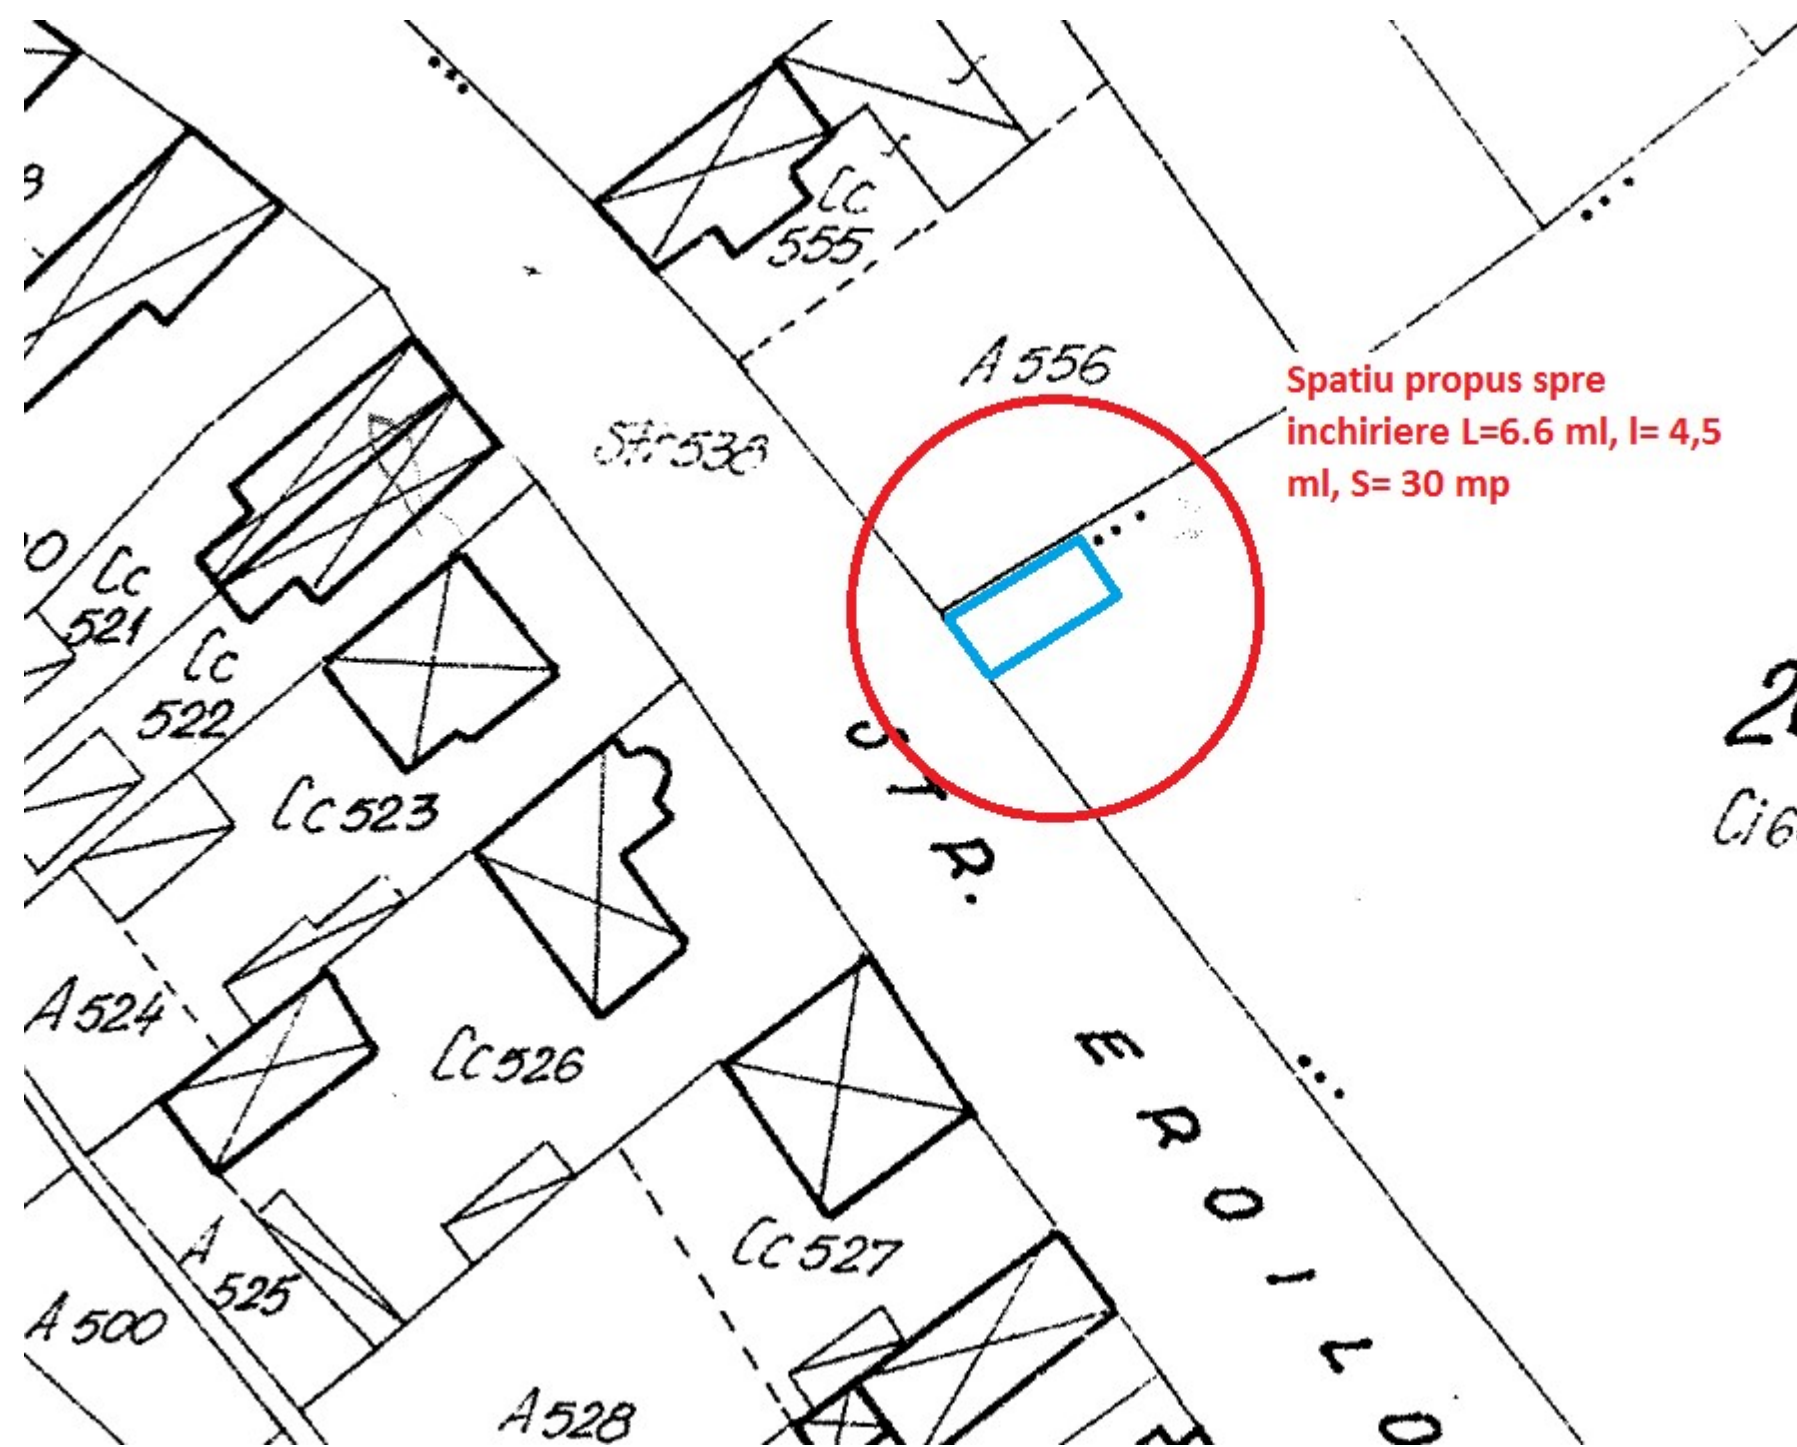 Cc
555
A 556
Spatiu propus spre
inchiriere L=6.6 ml, l= 4,5
ml, S= 30 mp
Str 538
Cc
521
Cc
522
Cc 523
STR. EROILO
A 524
Cc 526
A
525
A 500
Cc 527
A 528